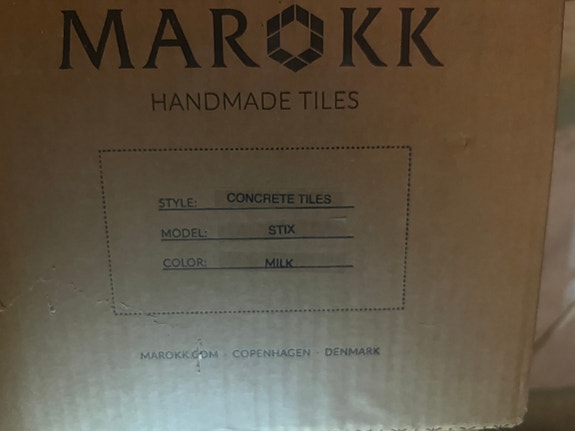 MAROKK
HANDMADE TILES
STYLE: CONCRETE TILES
MODEL: STIX
COLOR: MILK
MAROKK.COM · COPENHAGEN · DENMARK